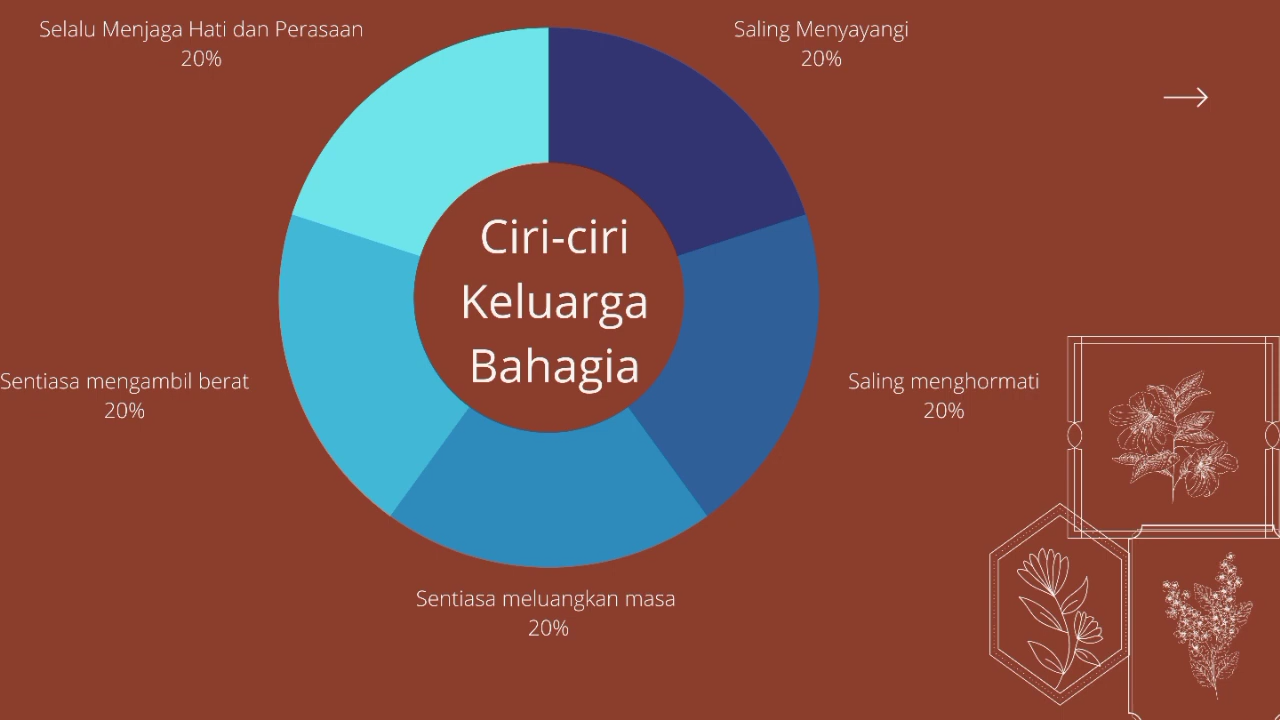 Selalu Menjaga Hati dan Perasaan
20%
Saling Menyayangi
20%
Ciri-ciri
Keluarga
Bahagia
Sentiasa mengambil berat
20%
Saling menghormati
20%
Sentiasa meluangkan masa
20%